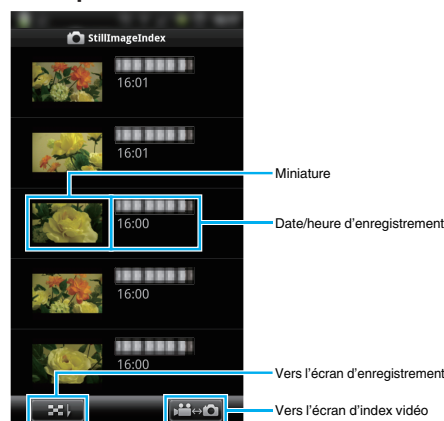 StillImageIndex
16:01
16:01
Miniature
Date/heure d'enregistrement
16:00
16:00
16:00
Vers l'écran d'enregistrement
Vers l'écran d'index vidéo